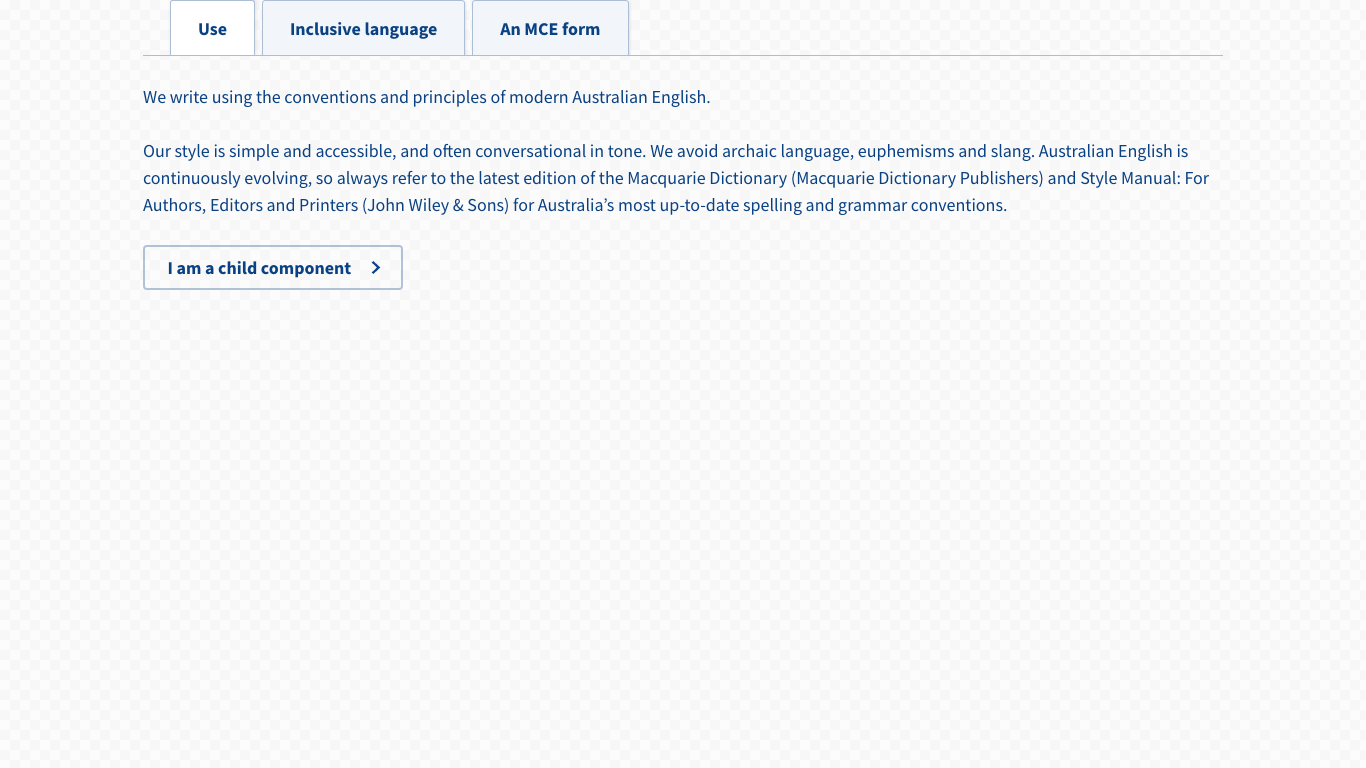 Use
Inclusive language
An MCE form
We write using the conventions and principles of modern Australian English.
Our style is simple and accessible, and often conversational in tone. We avoid archaic language, euphemisms and slang. Australian English is
continuously evolving, so always refer to the latest edition of the Macquarie Dictionary (Macquarie Dictionary Publishers) and Style Manual: For
Authors, Editors and Printers (John Wiley & Sons) for Australia’s most up-to-date spelling and grammar conventions.
I am a child component